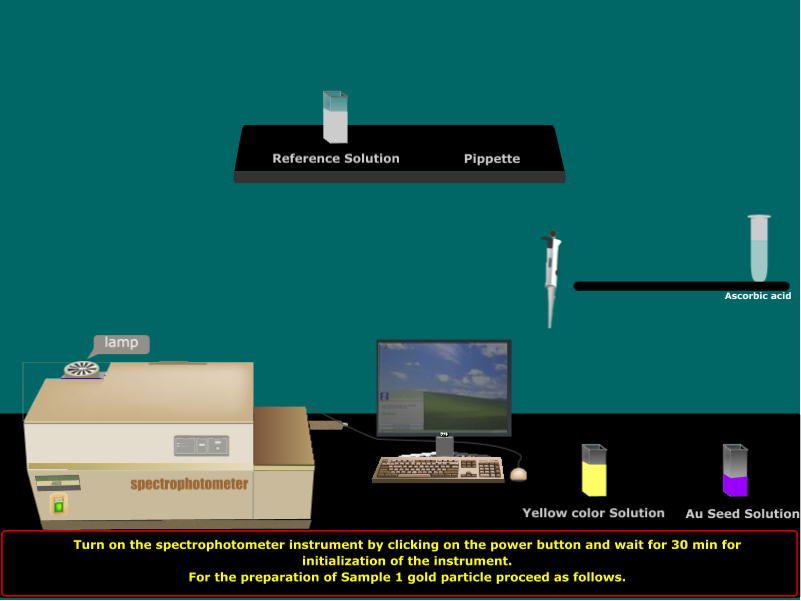 Reference Solution
Pippette
Ascorbic acid
lamp
spectrophotometer
Yellow color Solution
Au Seed Solution
Turn on the spectrophotometer instrument by clicking on the power button and wait for 30 min for
initialization of the instrument.
For the preparation of Sample 1 gold particle proceed as follows.